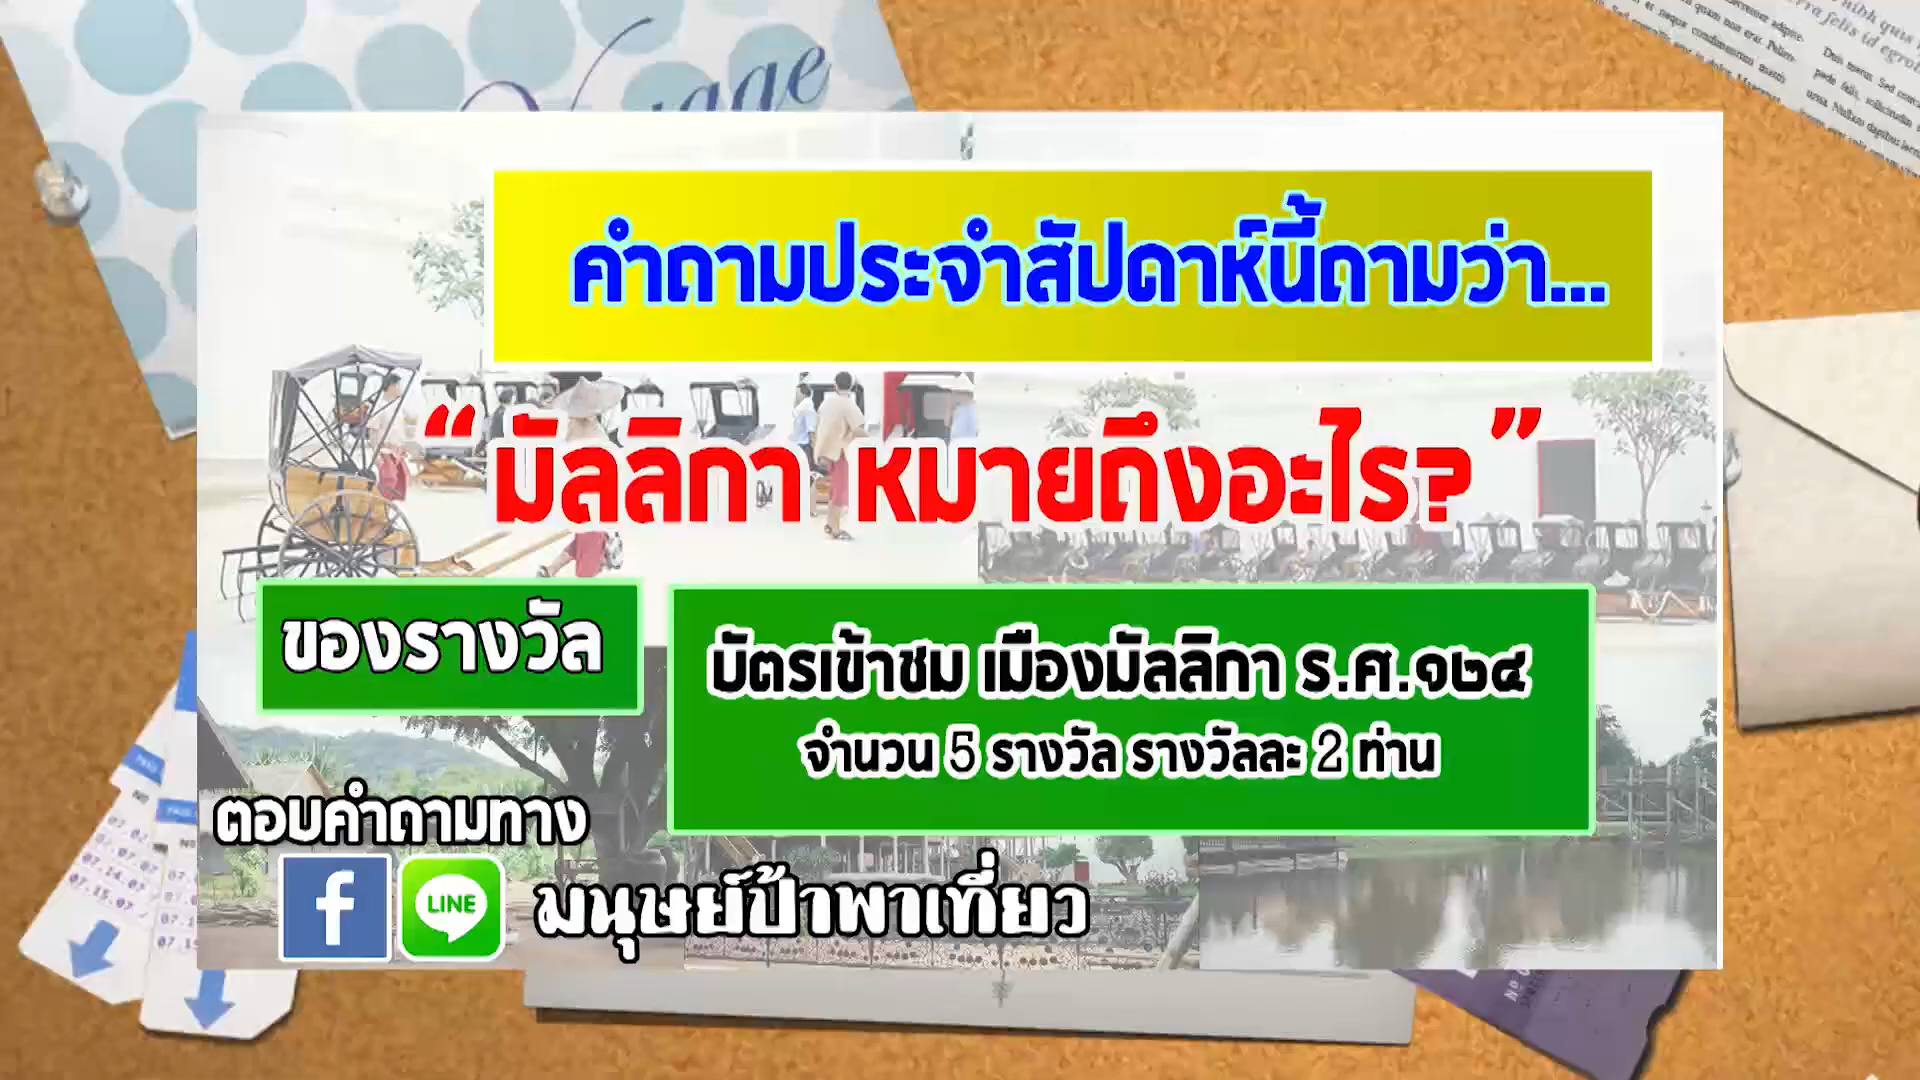 Voyage
คำถามประจำสัปดาห์นี้ถามว่า...
“มัลลิกา หมายถึงอะไร?”
ของรางวัล
บัตรเข้าชม เมืองมัลลิกา ร.ศ.๑๒๔
จำนวน 5 รางวัล รางวัลละ 2 ท่าน
ตอบคำถามทาง
f LINE มนุษย์ป้าพาเที่ยว